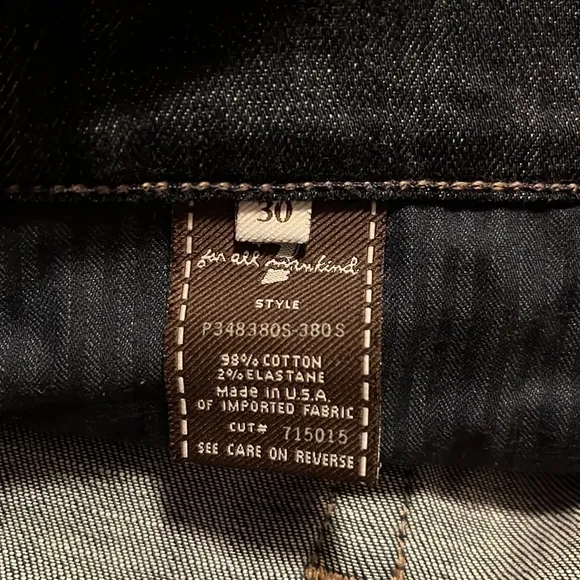 30
for all mankind
STYLE
P348380S-380S
98% COTTON
2% ELASTANE
Made in U.S.A.
OF IMPORTED FABRIC
CUT# 715015
SEE CARE ON REVERSE